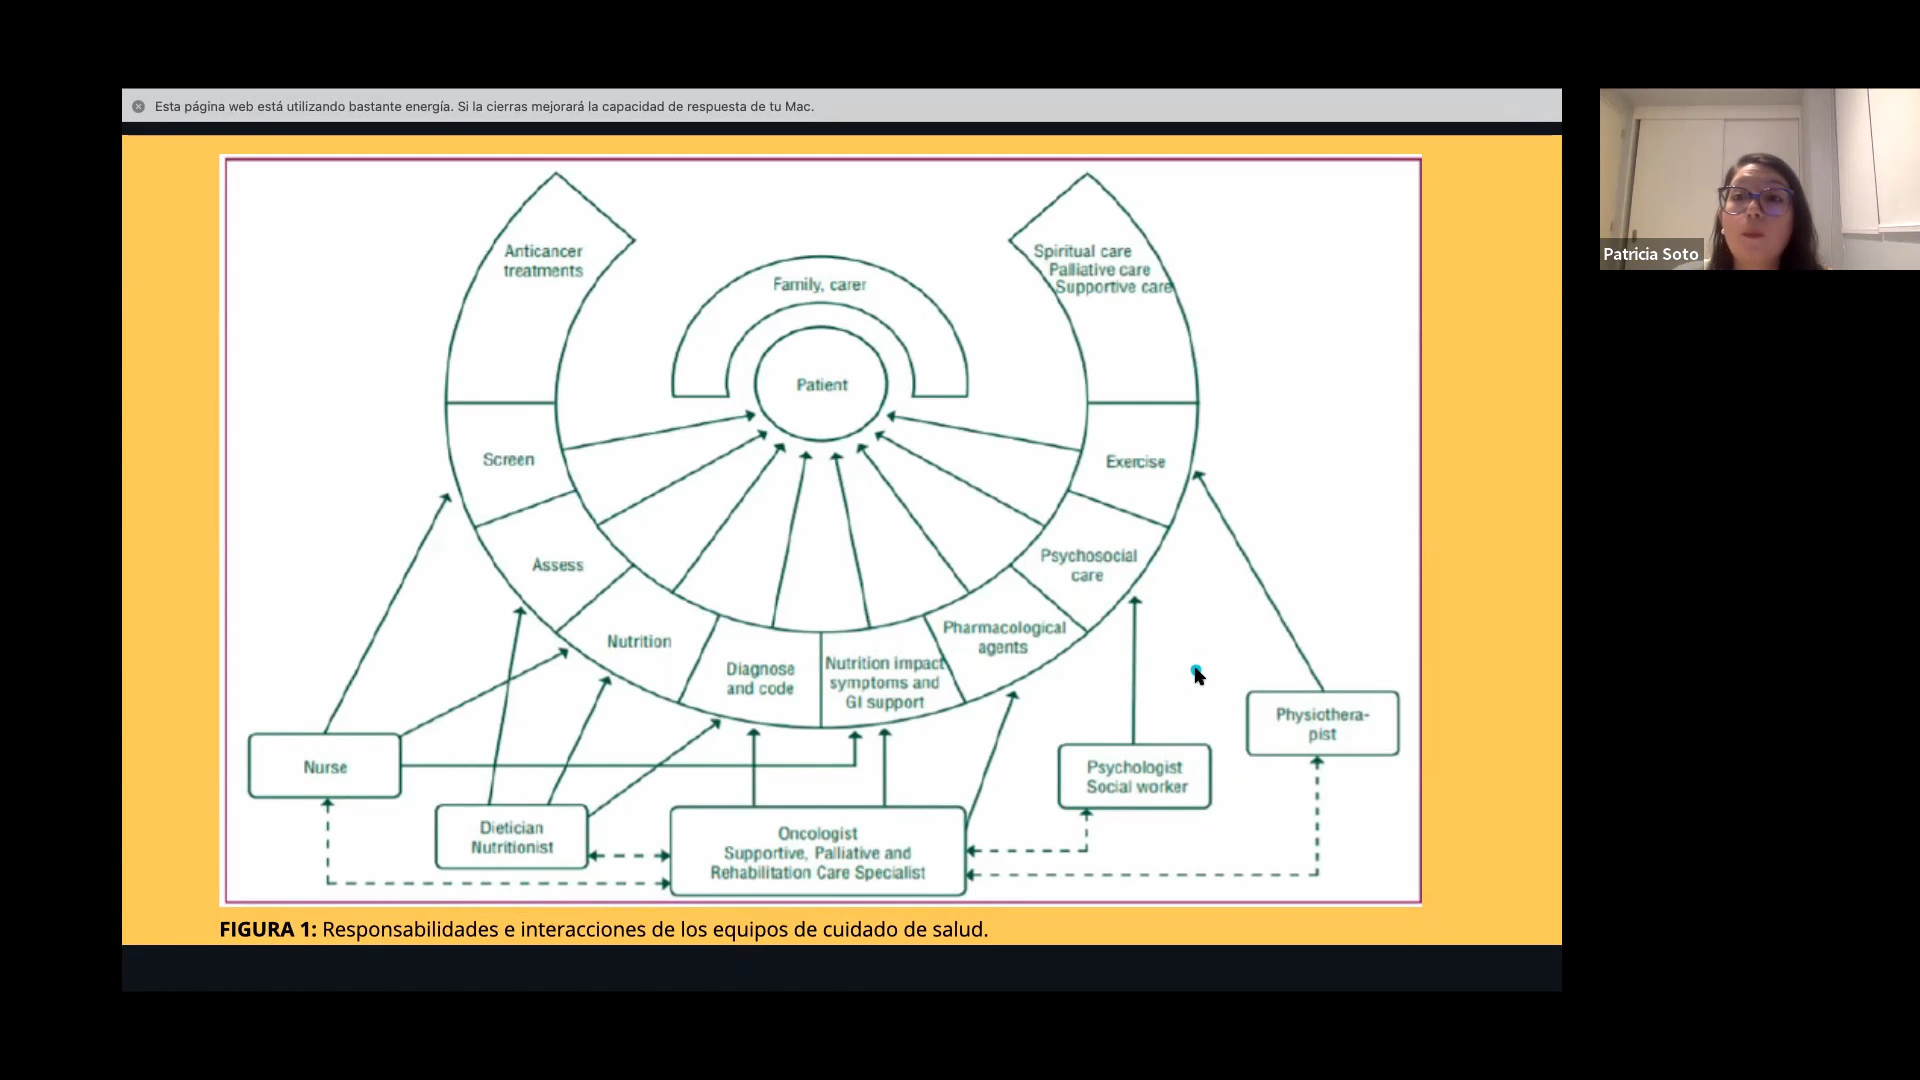 Esta página web está utilizando bastante energía. Si la cierras mejorará la capacidad de respuesta de tu Mac.
Patricia Soto
Anticancer
treatments
Family, carer
Spiritual care
Palliative care
Supportive care
Patient
Screen
Exercise
Assess
Psychosocial
care
Nutrition
Pharmacological
agents
Diagnose
and code
Nutrition impact
symptoms and
GI support
Nurse
Dietician
Nutritionist
Oncologist
Supportive, Palliative and
Rehabilitation Care Specialist
Psychologist
Social worker
Physiothera-
pist
FIGURA 1: Responsabilidades e interacciones de los equipos de cuidado de salud.